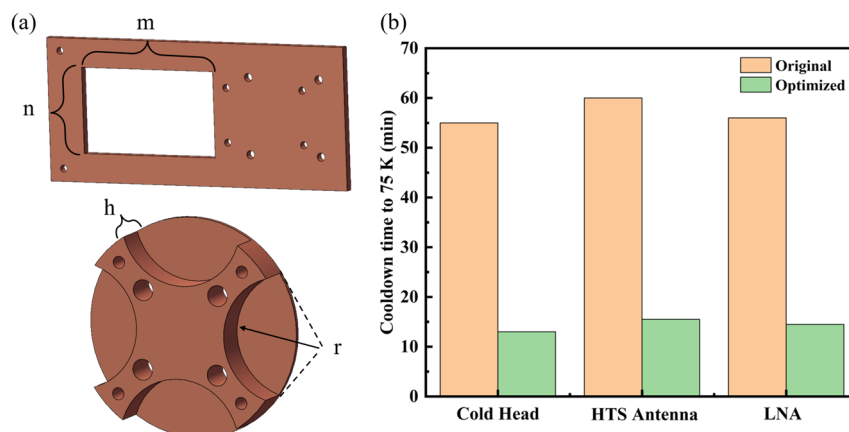 (a)
m
n
h
r
(b)
Cooldown time to 75 K (min)
70
60
50
40
30
20
10
0
Original
Optimized
Cold Head
HTS Antenna
LNA